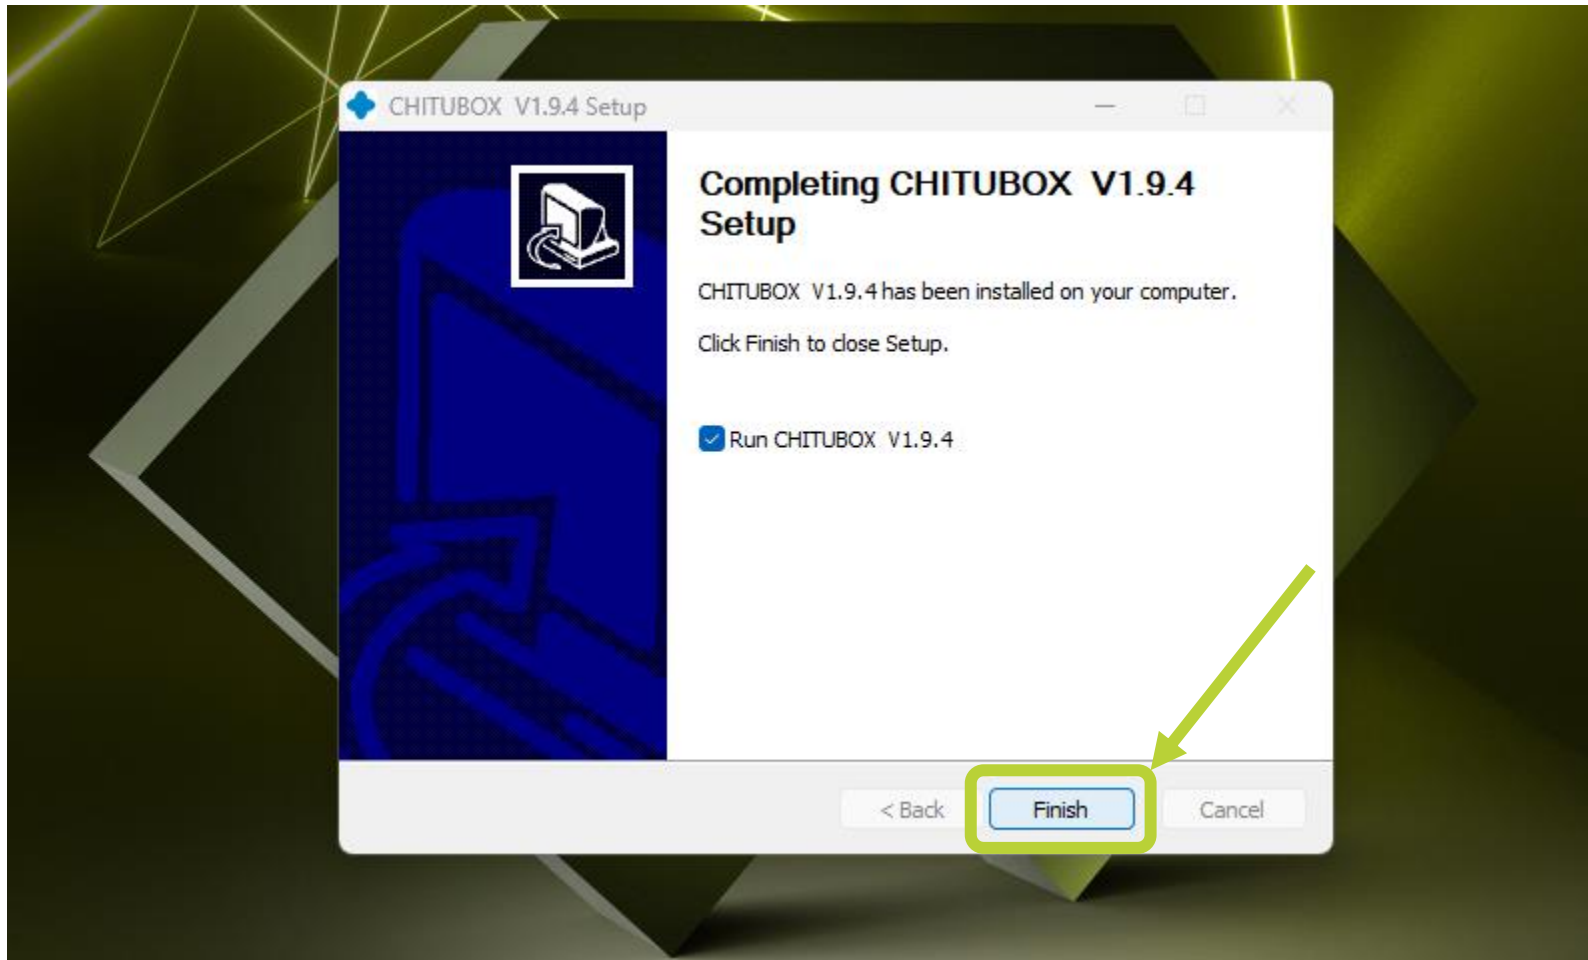 CHITUBOX  V1.9.4 Setup
Completing CHITUBOX  V1.9.4
Setup
CHITUBOX  V1.9.4 has been installed on your computer.
Click Finish to close Setup.
Run CHITUBOX  V1.9.4
< Back
Finish
Cancel